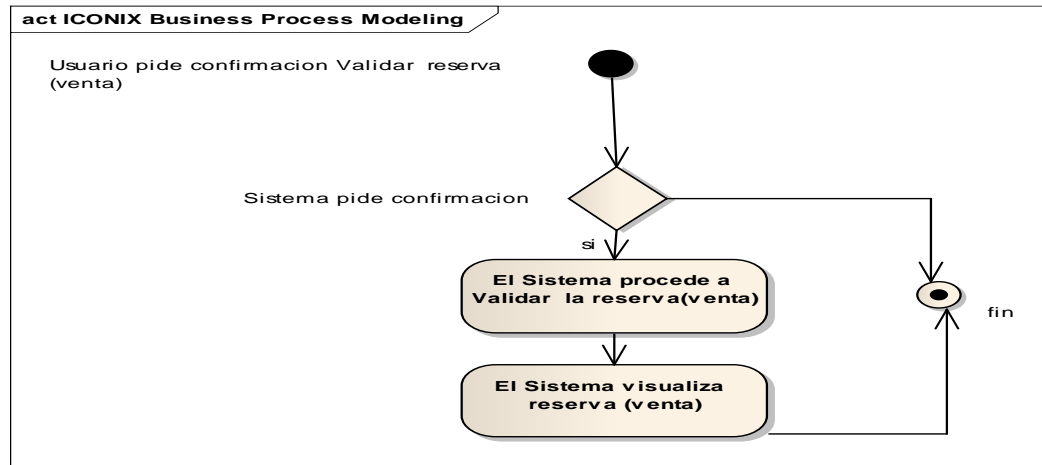 act ICONIX Business Process Modeling
Usuario pide confirmacion Validar reserva
(venta)
Sistema pide confirmacion
si
El Sistema procede a
Validar la reserva(venta)
fin
El Sistema visualiza
reserva (venta)